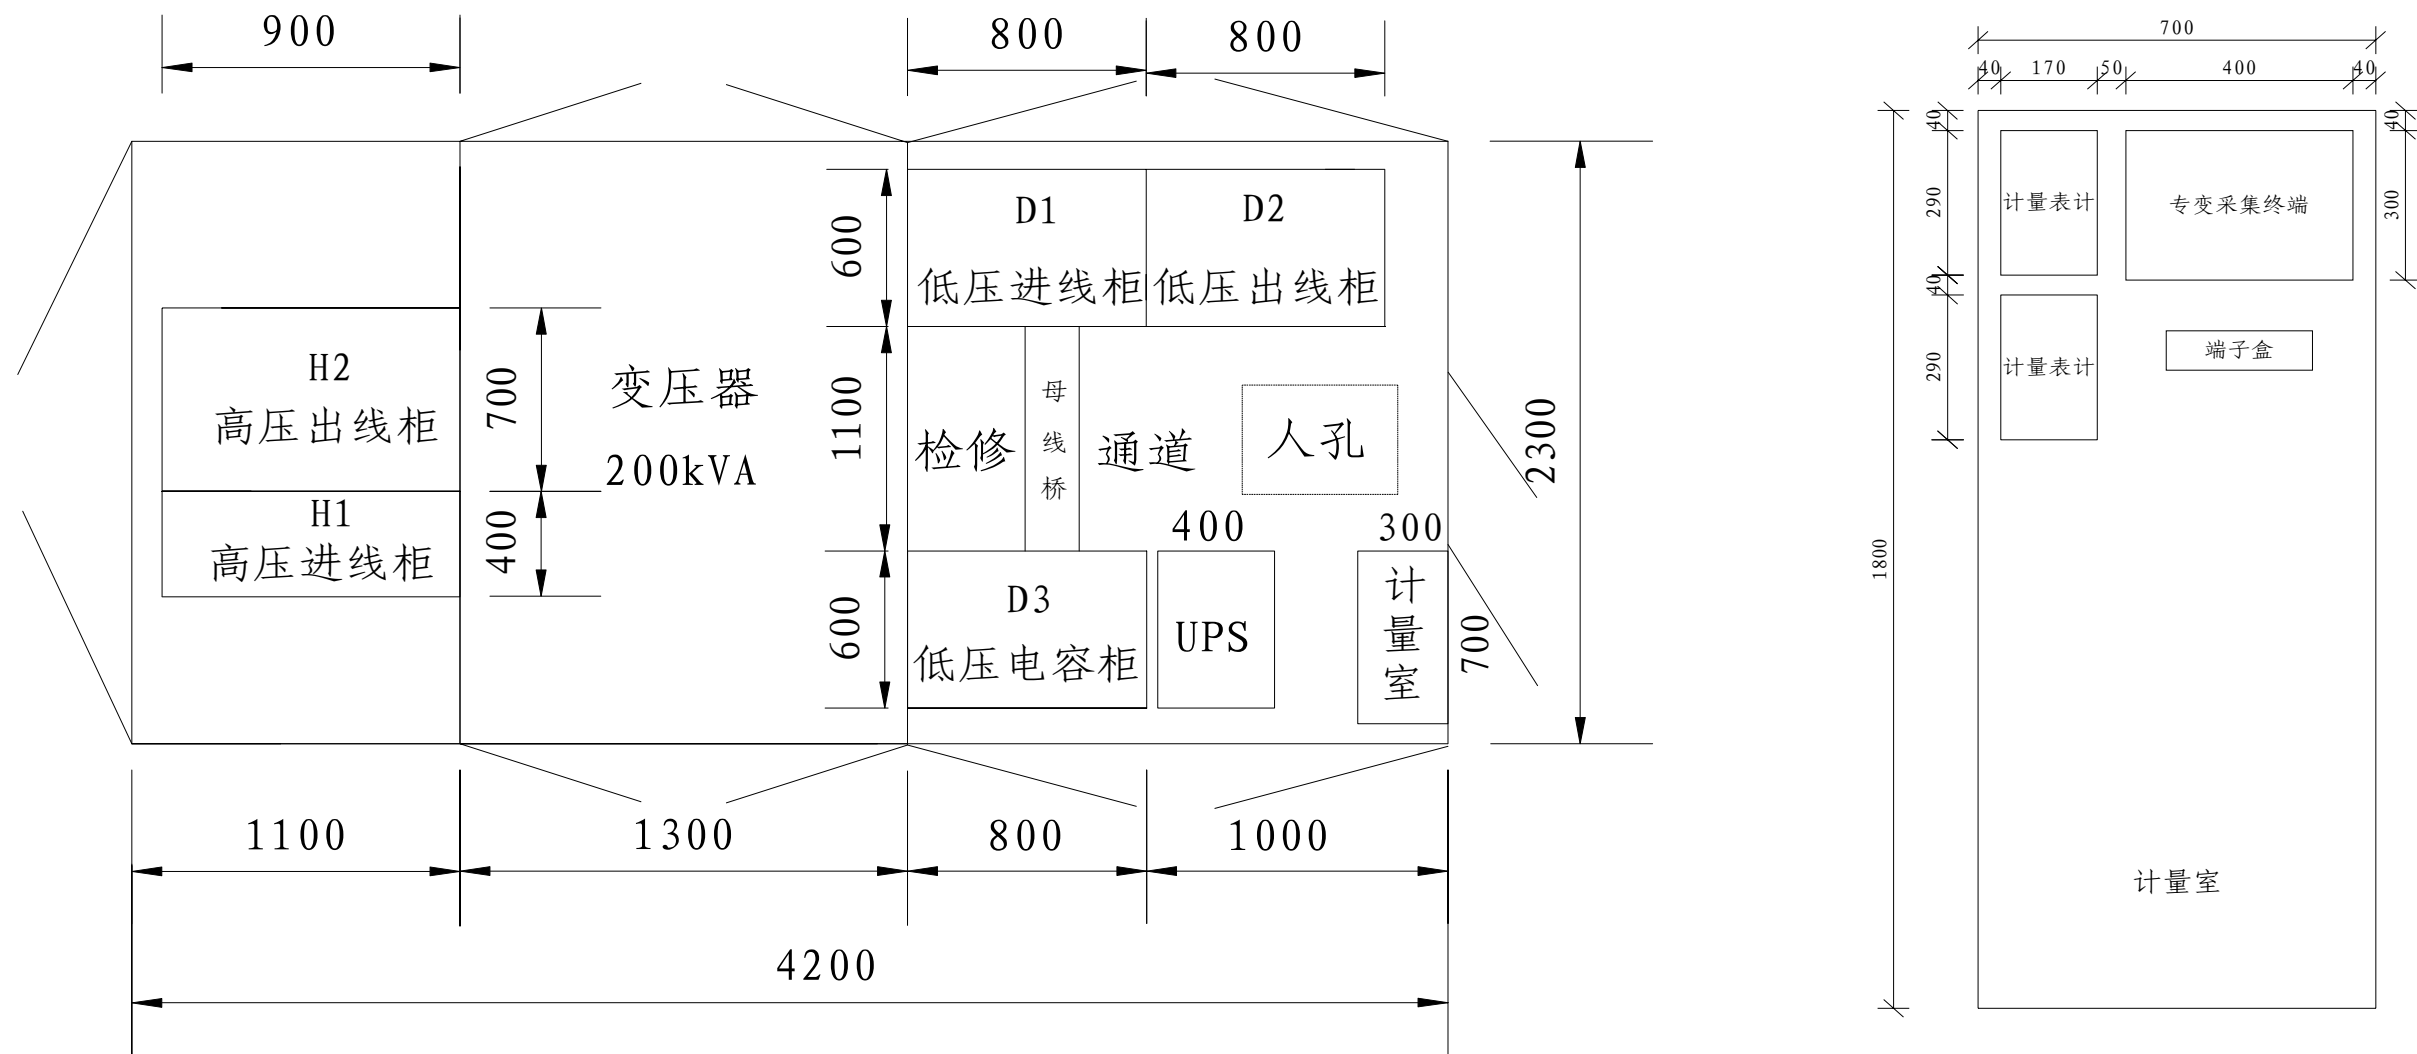 900
800
800
H2
高压出线柜
H1
高压进线柜
700
400
变压器
200kVA
600
1100
600
D1
低压进线柜
D2
低压出线柜
检修
母
线
桥
通道
人孔
400
300
D3
低压电容柜
UPS
计
量
室
700
2300
1100
1300
800
1000
4200
700
40
170
50
400
40
40
290
40
290
1800
40
300
计量表计
专变采集终端
计量表计
端子盒
计量室